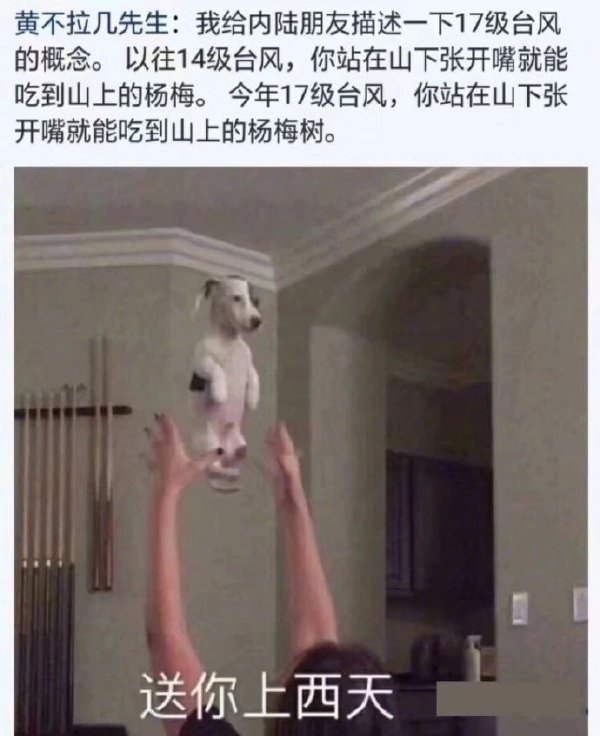 黄不拉几先生：我给内陆朋友描述一下17级台风
的概念。 以往14级台风，你站在山下张开嘴就能
吃到山上的杨梅。 今年17级台风，你站在山下张
开嘴就能吃到山上的杨梅树。
送你上西天